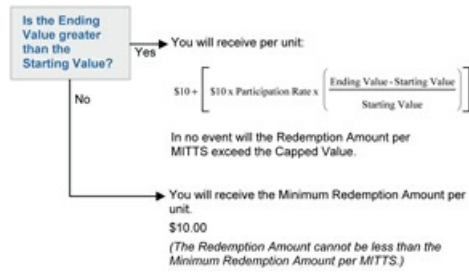 Is the Ending
Value greater
than the
Starting Value?
Yes
You will receive per unit:
$10 + [ $10 x Participation Rate x ( Ending Value - Starting Value
Starting Value ) ]
In no event will the Redemption Amount per
MITTS exceed the Capped Value.
No
You will receive the Minimum Redemption Amount per
unit.
$10.00
(The Redemption Amount cannot be less than the
Minimum Redemption Amount per MITTS.)